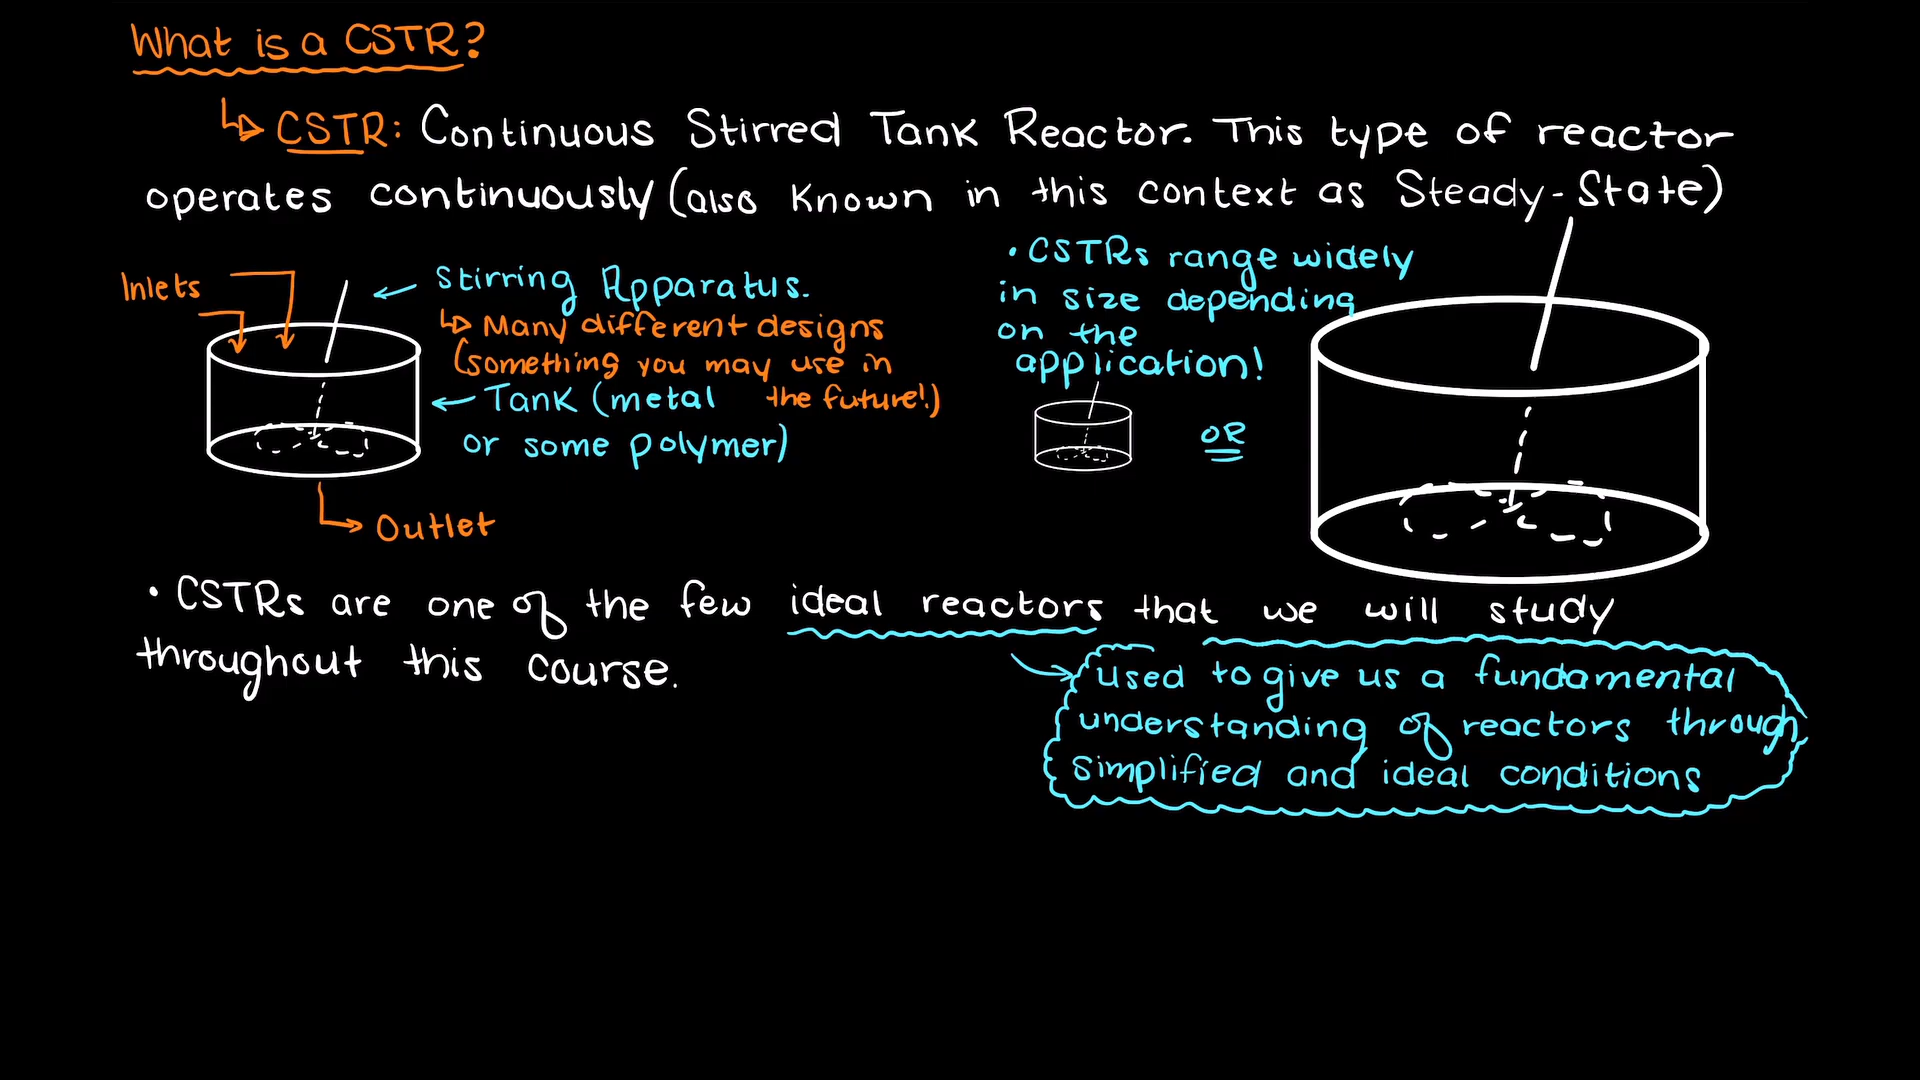 What is a CSTR?
CSTR: Continuous Stirred Tank Reactor. This type of reactor
operates continuously (also known in this context as Steady-State)
Inlets
Stirring Apparatus.
Many different designs
(something you may use in
the future!)
Tank (metal
or some polymer)
Outlet
• CSTRs range widely
in size depending
on the
application!
OR
• CSTRs are one of the few ideal reactors that we will study
throughout this course.
used to give us a fundamental
understanding of reactors through
simplified and ideal conditions